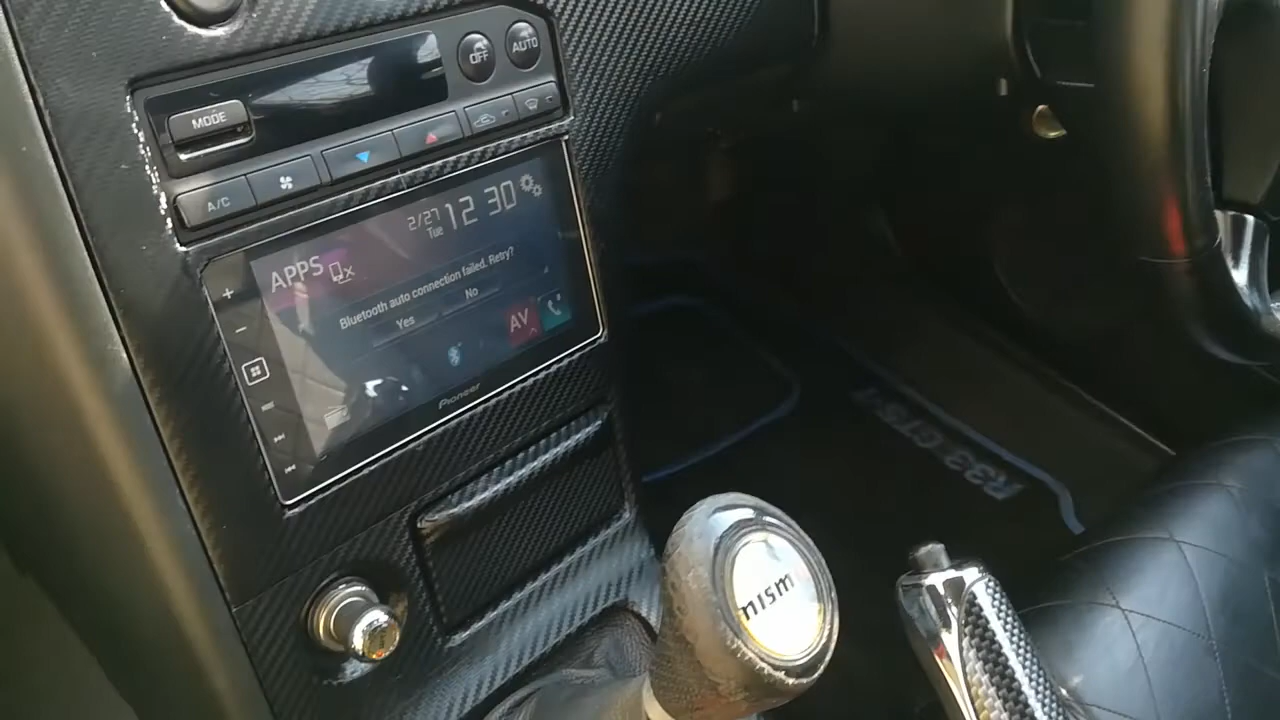 OFF
AUTO
MODE
A/C
2/27
Tue
12 30
APPS
Bluetooth auto connection failed. Retry?
Yes
No
AV
Pioneer
nism
R33 GTS-T